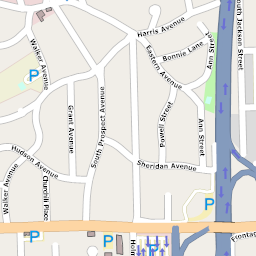 Harris Avenue
South Jackson Street
Walker Avenue
Bonnie Lane
Ann Street
Eastern Avenue
P
Grant Avenue
South Prospect Avenue
Powell Street
Ann Street
Hudson Avenue
Sheridan Avenue
Walker Avenue
Churchill Place
P
P
P
P
Frontag